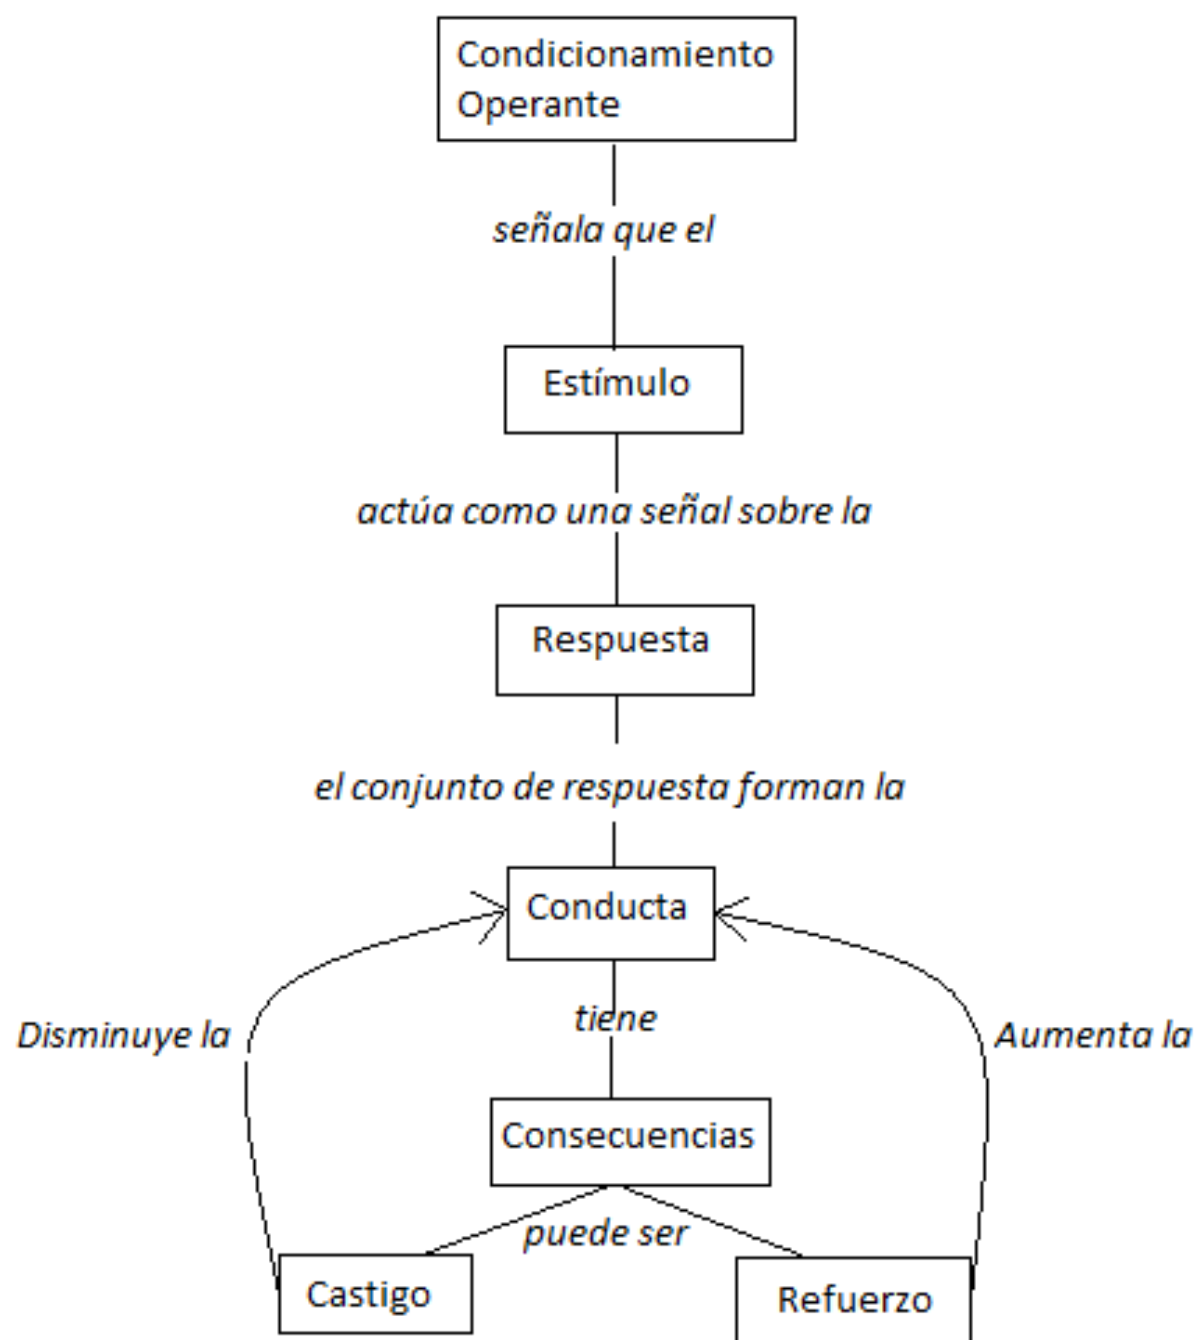 Condicionamiento
Operante
señala que el
Estímulo
actúa como una señal sobre la
Respuesta
el conjunto de respuesta forman la
Conducta
tiene
Disminuye la
Aumenta la
Consecuencias
puede ser
Castigo
Refuerzo